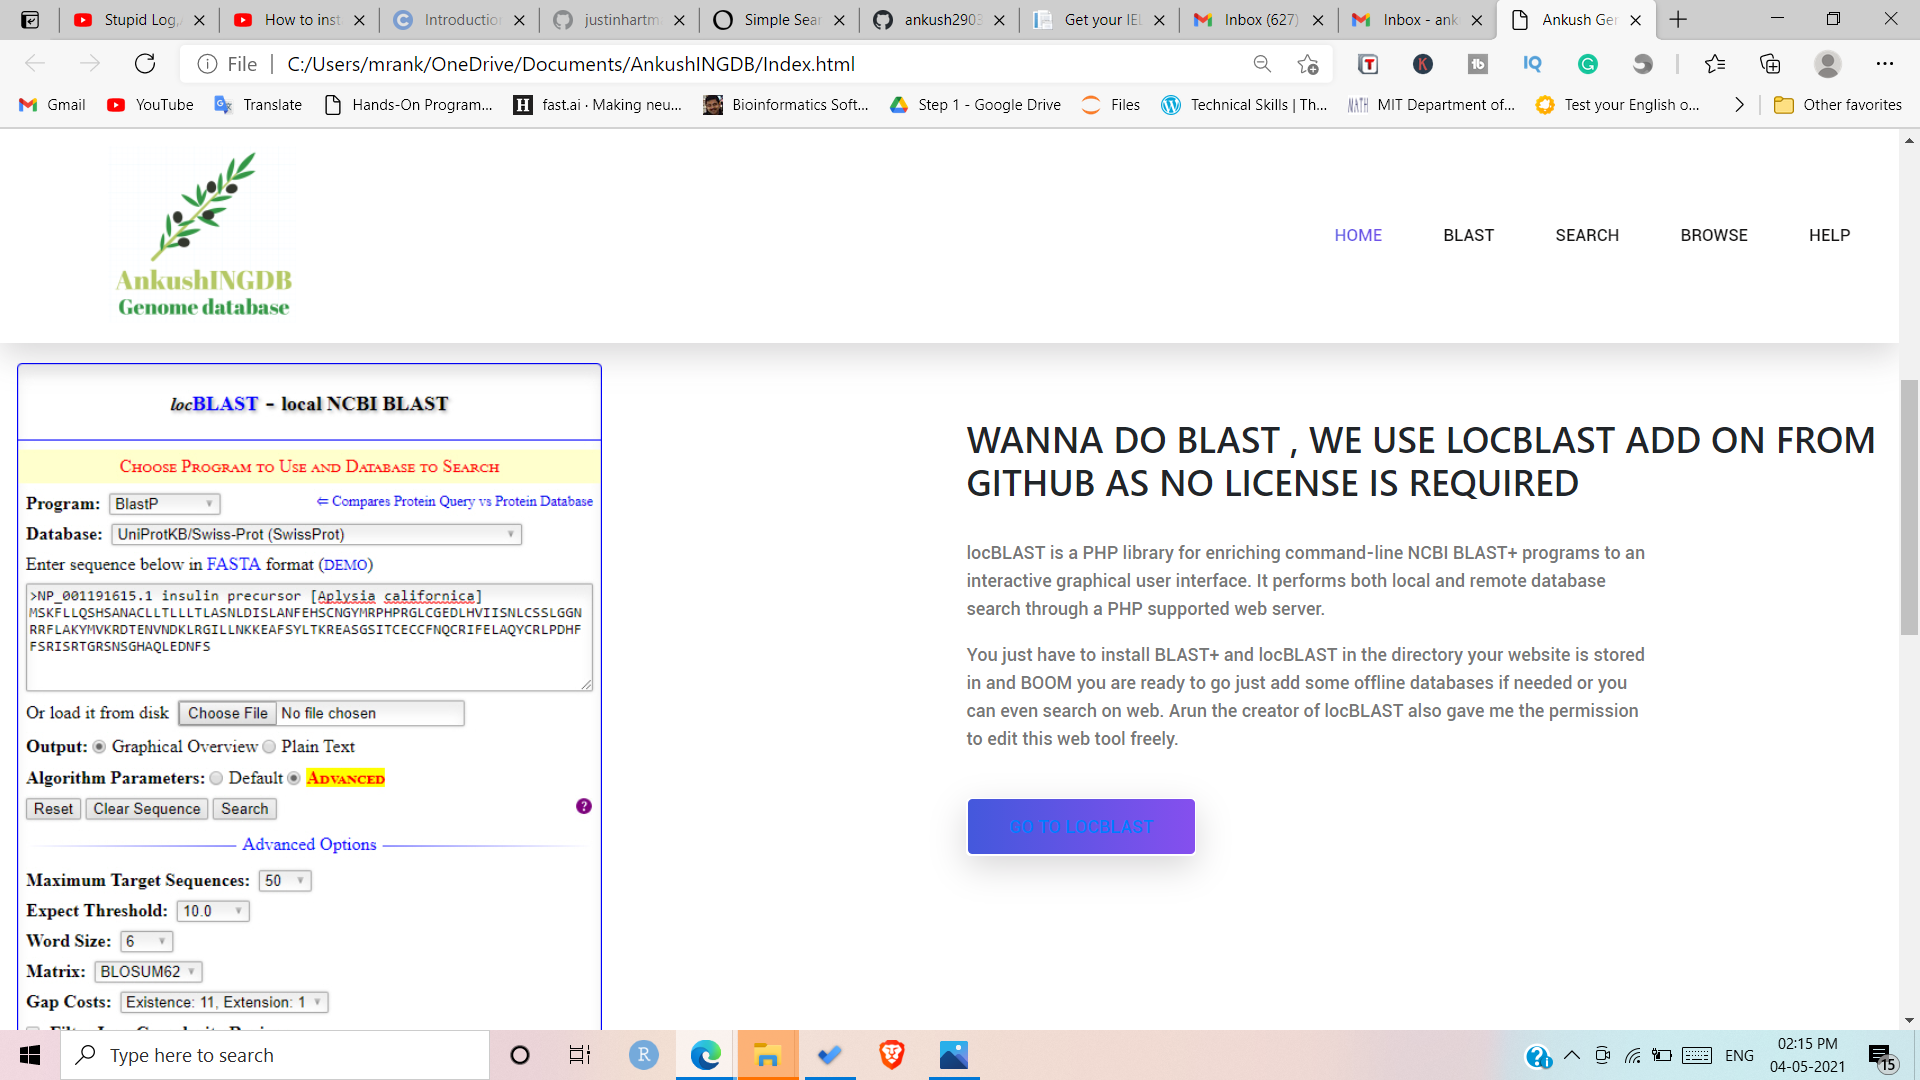 Stupid Log,
How to inst
Introduction
justinhartma
Simple Sear
ankush2903
Get your IEL
Inbox (627)
Inbox - ank
Ankush Ger
File
C:/Users/mrank/OneDrive/Documents/AnkushINGDB/Index.html
Gmail
YouTube
Translate
Hands-On Program...
fast.ai · Making neu...
Bioinformatics Soft...
Step 1 - Google Drive
Files
Technical Skills | Th...
MIT Department of...
Test your English o...
Other favorites
AnkushINGDB
Genome database
HOME
BLAST
SEARCH
BROWSE
HELP
locBLAST - local NCBI BLAST
Choose Program to Use and Database to Search
Program: BlastP ⇐ Compares Protein Query vs Protein Database
Database: UniProtKB/Swiss-Prot (SwissProt)
Enter sequence below in FASTA format (DEMO)
>NP_001191615.1 insulin precursor [Aplysia californica]
MSKFLLQSHSANACLLTLLLTLASNLDISLANFEHSCNGYMRPHPRGLCGEDLHVIISNLCSSLGGN
RRFLAKYMVKRDTENVNDKLRGILLNKKEAFSYLTKREASGSITCECCFNQCRIFELAQYCRLPDHF
FSRISRTGRSNSGHAQLEDNFS
Or load it from disk Choose File No file chosen
Output: Graphical Overview Plain Text
Algorithm Parameters: Default Advanced
Reset Clear Sequence Search ?
Advanced Options
Maximum Target Sequences: 50
Expect Threshold: 10.0
Word Size: 6
Matrix: BLOSUM62
Gap Costs: Existence: 11, Extension: 1
WANNA DO BLAST , WE USE LOCBLAST ADD ON FROM
GITHUB AS NO LICENSE IS REQUIRED
locBLAST is a PHP library for enriching command-line NCBI BLAST+ programs to an
interactive graphical user interface. It performs both local and remote database
search through a PHP supported web server.
You just have to install BLAST+ and locBLAST in the directory your website is stored
in and BOOM you are ready to go just add some offline databases if needed or you
can even search on web. Arun the creator of locBLAST also gave me the permission
to edit this web tool freely.
GO TO LOCBLAST
Type here to search
ENG
02:15 PM
04-05-2021
15